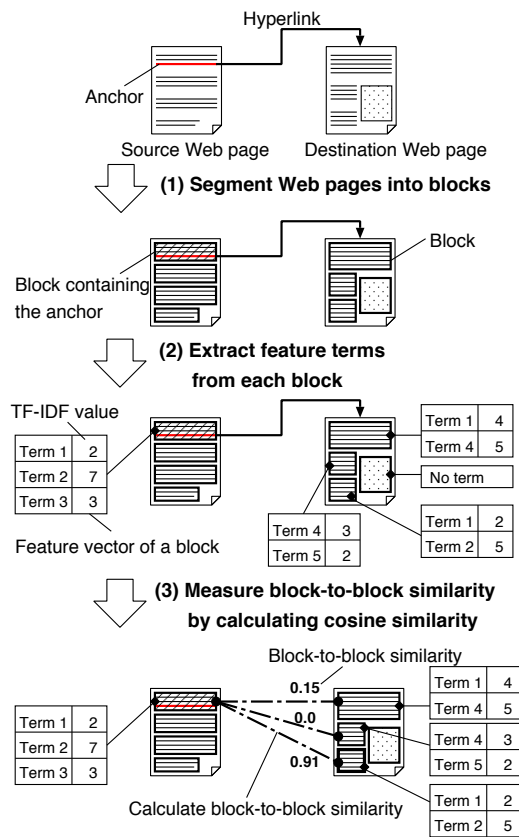 Hyperlink
Anchor
Source Web page
Destination Web page
(1) Segment Web pages into blocks
Block
Block containing
the anchor
(2) Extract feature terms
from each block
TF-IDF value
Term 1 2
Term 2 7
Term 3 3
Feature vector of a block
Term 1 4
Term 4 5
No term
Term 4 3
Term 5 2
Term 1 2
Term 2 5
(3) Measure block-to-block similarity
by calculating cosine similarity
Block-to-block similarity
0.15
0.0
0.91
Term 1 2
Term 2 7
Term 3 3
Term 1 4
Term 4 5
Term 4 3
Term 5 2
Term 1 2
Term 2 5
Calculate block-to-block similarity